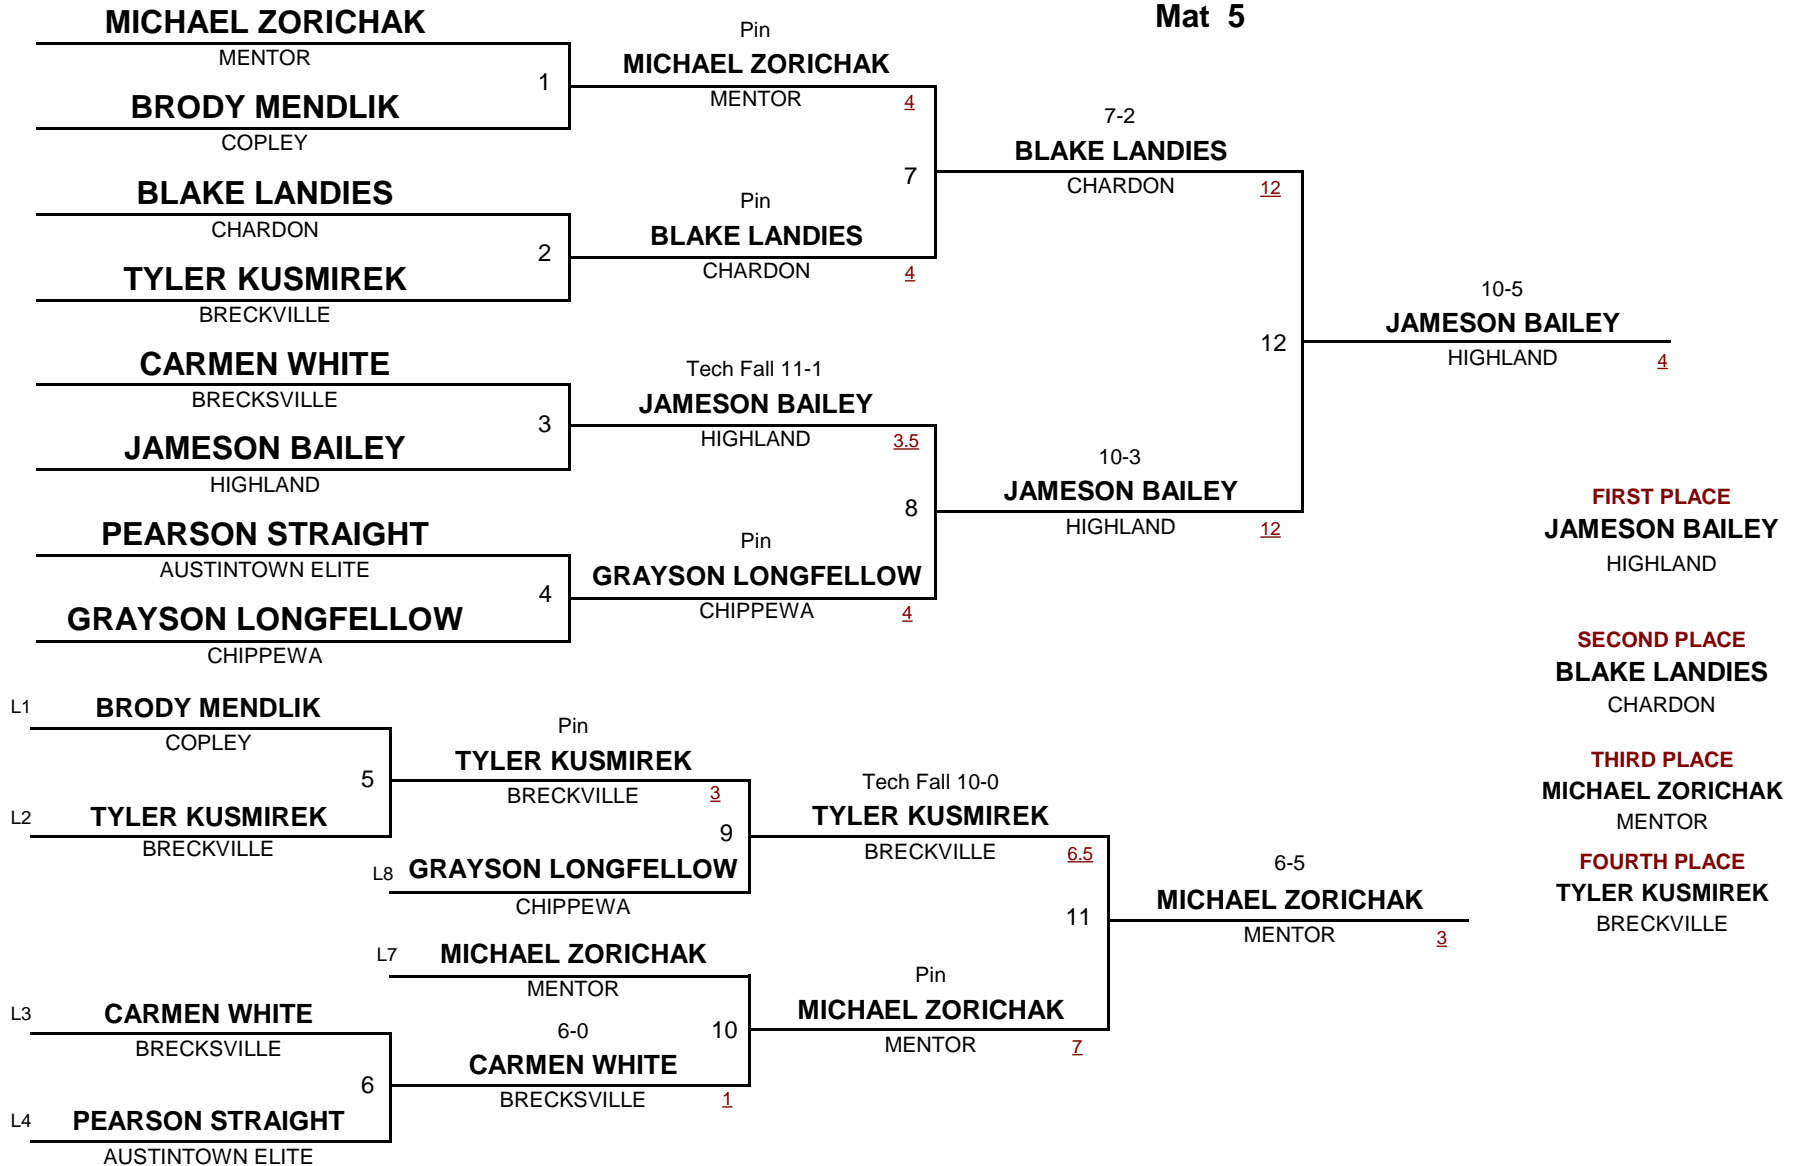 Mat 5
MICHAEL ZORICHAK
MENTOR
1
BRODY MENDLIK
COPLEY
BLAKE LANDIES
CHARDON
2
TYLER KUSMIREK
BRECKVILLE
CARMEN WHITE
BRECKSVILLE
3
JAMESON BAILEY
HIGHLAND
PEARSON STRAIGHT
AUSTINTOWN ELITE
4
GRAYSON LONGFELLOW
CHIPPEWA
Pin
MICHAEL ZORICHAK
MENTOR 4
7
Pin
BLAKE LANDIES
CHARDON 4
Tech Fall 11-1
JAMESON BAILEY
HIGHLAND 3.5
8
Pin
GRAYSON LONGFELLOW
CHIPPEWA 4
7-2
BLAKE LANDIES
CHARDON 12
12
10-3
JAMESON BAILEY
HIGHLAND 12
10-5
JAMESON BAILEY
HIGHLAND 4
L1 BRODY MENDLIK
COPLEY
5
L2 TYLER KUSMIREK
BRECKVILLE
L3 CARMEN WHITE
BRECKSVILLE
6
L4 PEARSON STRAIGHT
AUSTINTOWN ELITE
Pin
TYLER KUSMIREK
BRECKVILLE 3
9
L8 GRAYSON LONGFELLOW
CHIPPEWA
L7 MICHAEL ZORICHAK
MENTOR
6-0 10
CARMEN WHITE
BRECKSVILLE 1
Tech Fall 10-0
TYLER KUSMIREK
BRECKVILLE 6.5
11
Pin
MICHAEL ZORICHAK
MENTOR 7
6-5
MICHAEL ZORICHAK
MENTOR 3
FIRST PLACE
JAMESON BAILEY
HIGHLAND
SECOND PLACE
BLAKE LANDIES
CHARDON
THIRD PLACE
MICHAEL ZORICHAK
MENTOR
FOURTH PLACE
TYLER KUSMIREK
BRECKVILLE